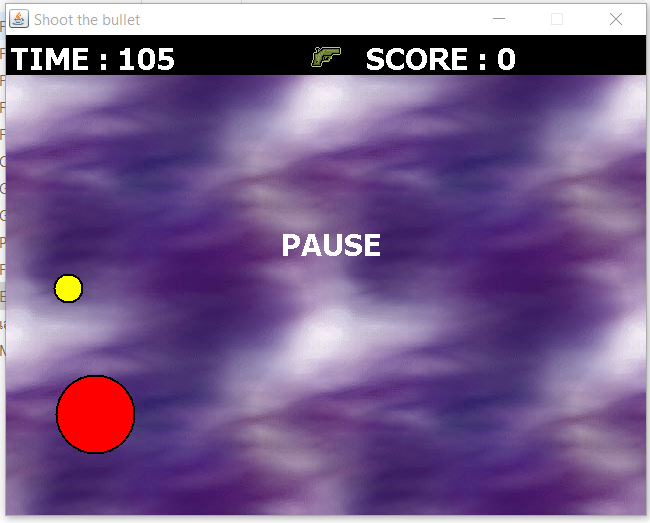 Shoot the bullet
TIME : 105 SCORE : 0
PAUSE